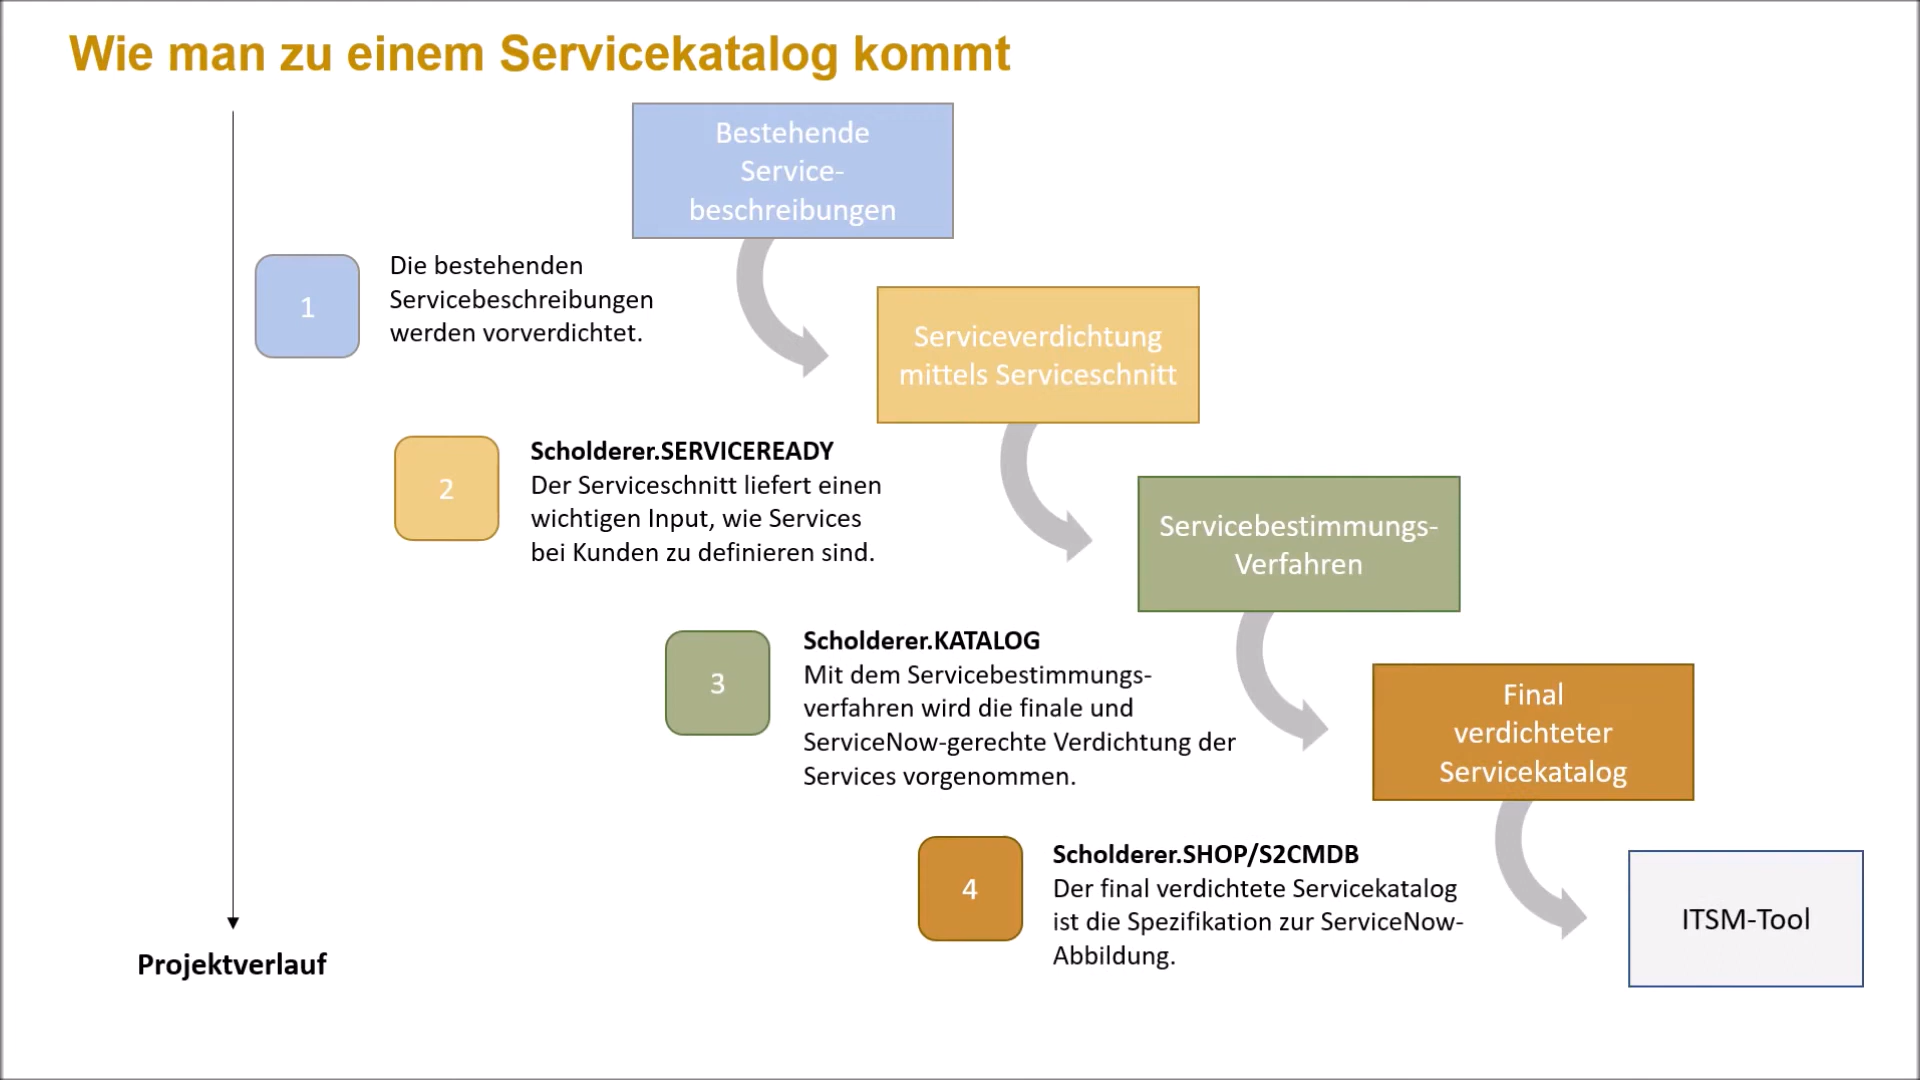 Wie man zu einem Servicekatalog kommt
Bestehende
Service-
beschreibungen
1
Die bestehenden
Servicebeschreibungen
werden vorverdichtet.
Serviceverdichtung
mittels Serviceschnitt
2
Scholderer.SERVICEREADY
Der Serviceschnitt liefert einen
wichtigen Input, wie Services
bei Kunden zu definieren sind.
Servicebestimmungs-
Verfahren
3
Scholderer.KATALOG
Mit dem Servicebestimmungs-
verfahren wird die finale und
ServiceNow-gerechte Verdichtung der
Services vorgenommen.
Final
verdichteter
Servicekatalog
4
Scholderer.SHOP/S2CMDB
Der final verdichtete Servicekatalog
ist die Spezifikation zur ServiceNow-
Abbildung.
ITSM-Tool
Projektverlauf